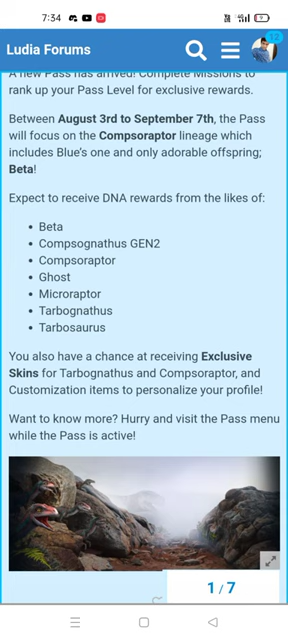 7:34
Ludia Forums
12
A new Pass has arrived! Complete Missions to
rank up your Pass Level for exclusive rewards.
Between August 3rd to September 7th, the Pass
will focus on the Compsoraptor lineage which
includes Blue's one and only adorable offspring;
Beta!
Expect to receive DNA rewards from the likes of:
• Beta
• Compsognathus GEN2
• Compsoraptor
• Ghost
• Microraptor
• Tarbognathus
• Tarbosaurus
You also have a chance at receiving Exclusive
Skins for Tarbognathus and Compsoraptor, and
Customization items to personalize your profile!
Want to know more? Hurry and visit the Pass menu
while the Pass is active!
1 / 7